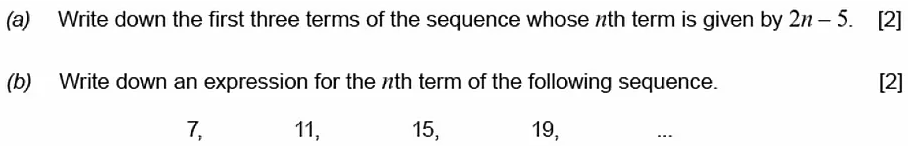 (a) Write down the first three terms of the sequence whose nth term is given by 2n – 5. [2]
(b) Write down an expression for the nth term of the following sequence. [2]
7, 11, 15, 19, ...